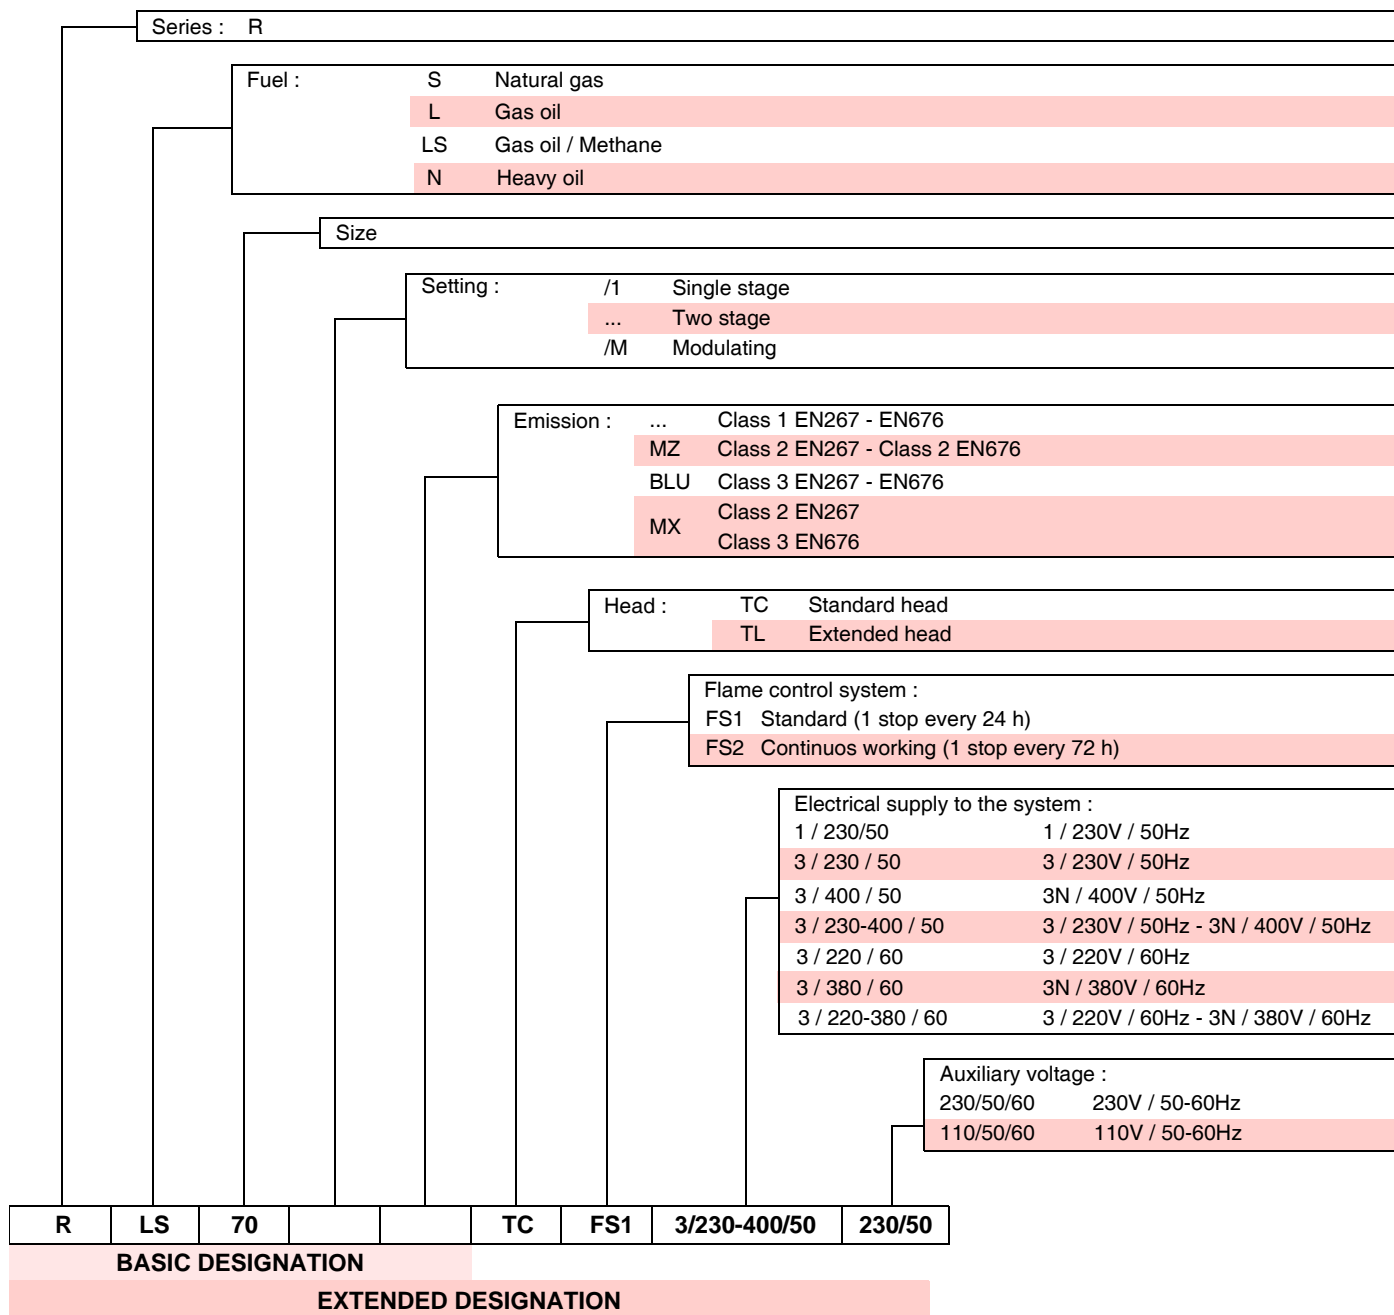 Series : R
Fuel : S Natural gas
L Gas oil
LS Gas oil / Methane
N Heavy oil
Size
Setting : /1 Single stage
... Two stage
/M Modulating
Emission : ... Class 1 EN267 - EN676
MZ Class 2 EN267 - Class 2 EN676
BLU Class 3 EN267 - EN676
MX Class 2 EN267
Class 3 EN676
Head : TC Standard head
TL Extended head
Flame control system :
FS1 Standard (1 stop every 24 h)
FS2 Continuos working (1 stop every 72 h)
Electrical supply to the system :
1 / 230/50 1 / 230V / 50Hz
3 / 230 / 50 3 / 230V / 50Hz
3 / 400 / 50 3N / 400V / 50Hz
3 / 230-400 / 50 3 / 230V / 50Hz - 3N / 400V / 50Hz
3 / 220 / 60 3 / 220V / 60Hz
3 / 380 / 60 3N / 380V / 60Hz
3 / 220-380 / 60 3 / 220V / 60Hz - 3N / 380V / 60Hz
Auxiliary voltage :
230/50/60 230V / 50-60Hz
110/50/60 110V / 50-60Hz
R LS 70 TC FS1 3/230-400/50 230/50
BASIC DESIGNATION
EXTENDED DESIGNATION